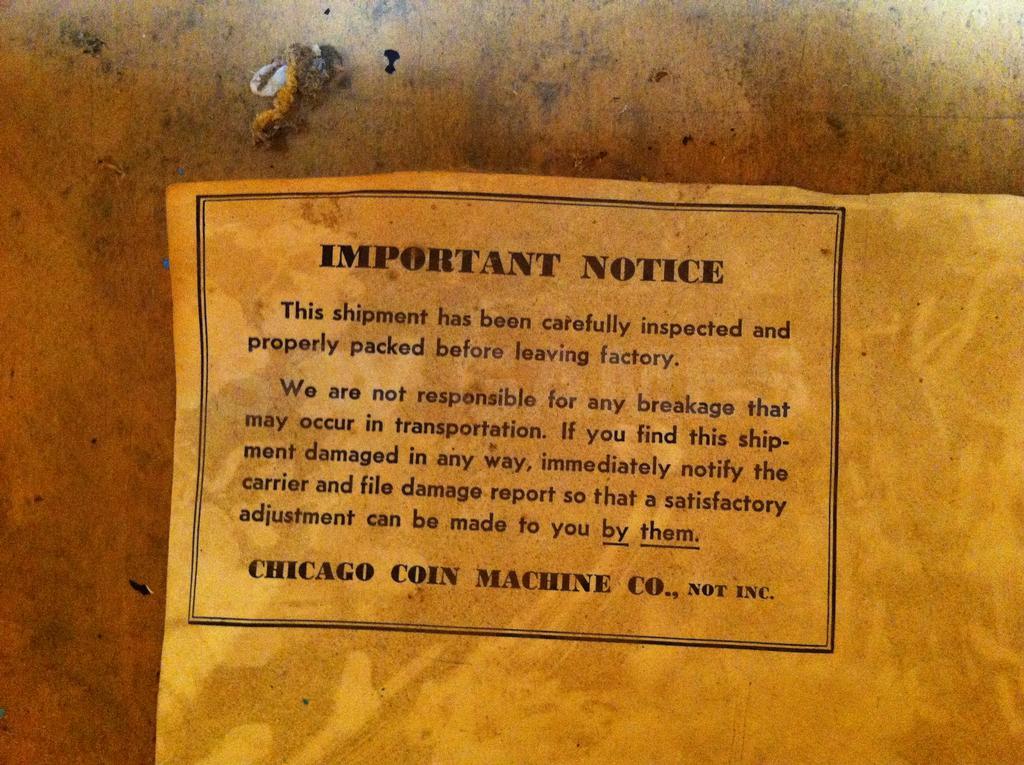 IMPORTANT NOTICE
This shipment has been carefully inspected and
properly packed before leaving factory.
We are not responsible for any breakage that
may occur in transportation. If you find this ship-
ment damaged in any way, immediately notify the
carrier and file damage report so that a satisfactory
adjustment can be made to you by them.
CHICAGO COIN MACHINE CO., NOT INC.